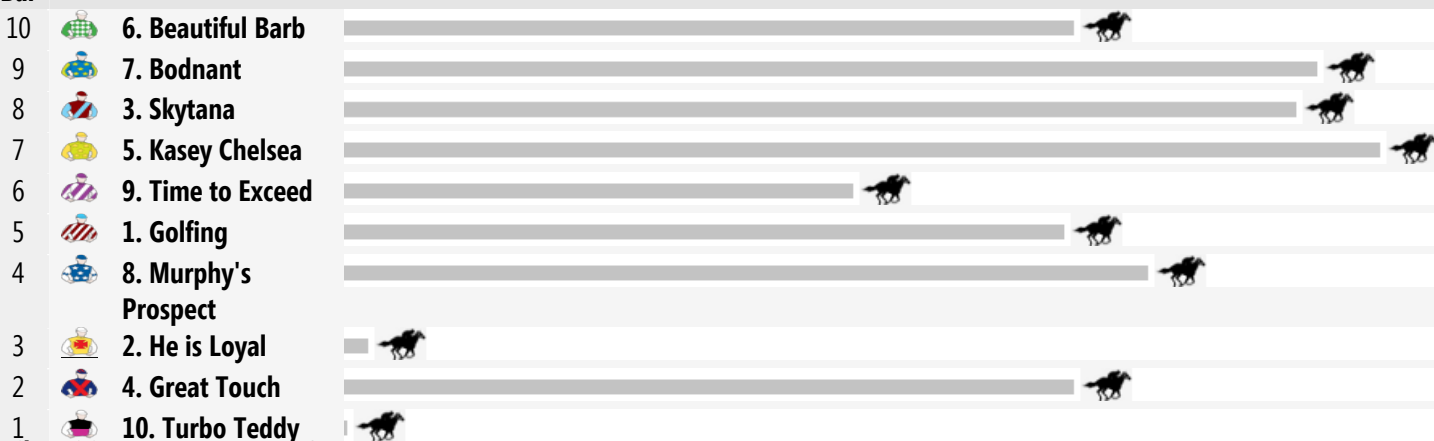 10 6. Beautiful Barb
9 7. Bodnant
8 3. Skytana
7 5. Kasey Chelsea
6 9. Time to Exceed
5 1. Golfing
4 8. Murphy's
Prospect
3 2. He is Loyal
2 4. Great Touch
1 10. Turbo Teddy